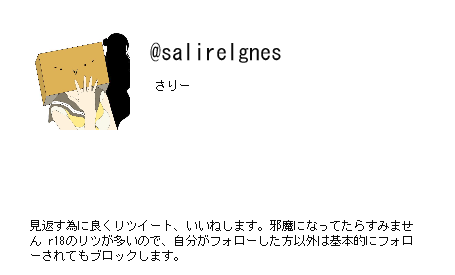 @salirelgnes
さりー
見返す為に良くリツイート、いいねします。邪魔になってたらすみませ
ん r18のリツが多いので、自分がフォローした方以外は基本的にフォロ
ーされてもブロックします。